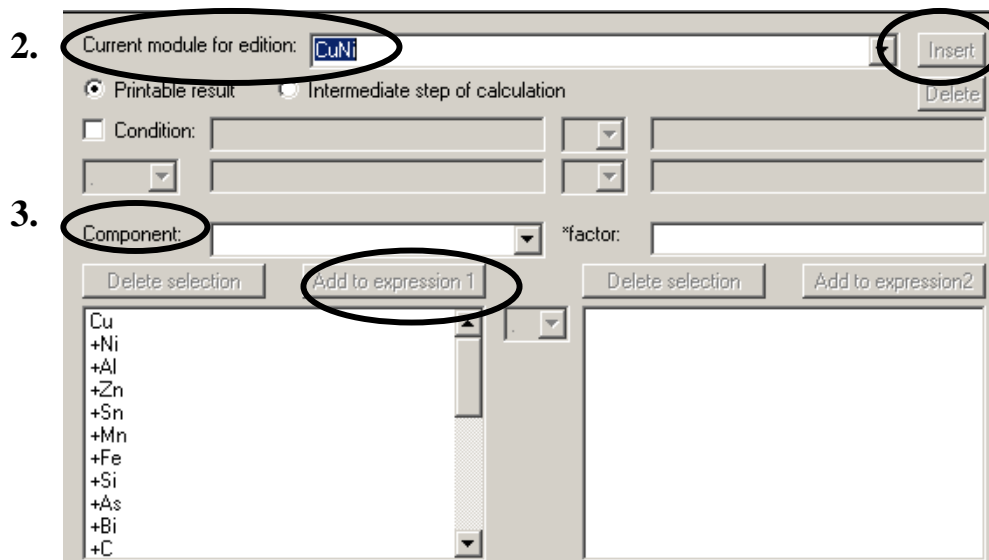 2.
Current module for edition: CuNi Insert
Printable result Intermediate step of calculation Delete
Condition:
.
3.
Component: *factor:
Delete selection Add to expression 1 Delete selection Add to expression2
Cu .
+Ni
+Al
+Zn
+Sn
+Mn
+Fe
+Si
+As
+Bi
+C